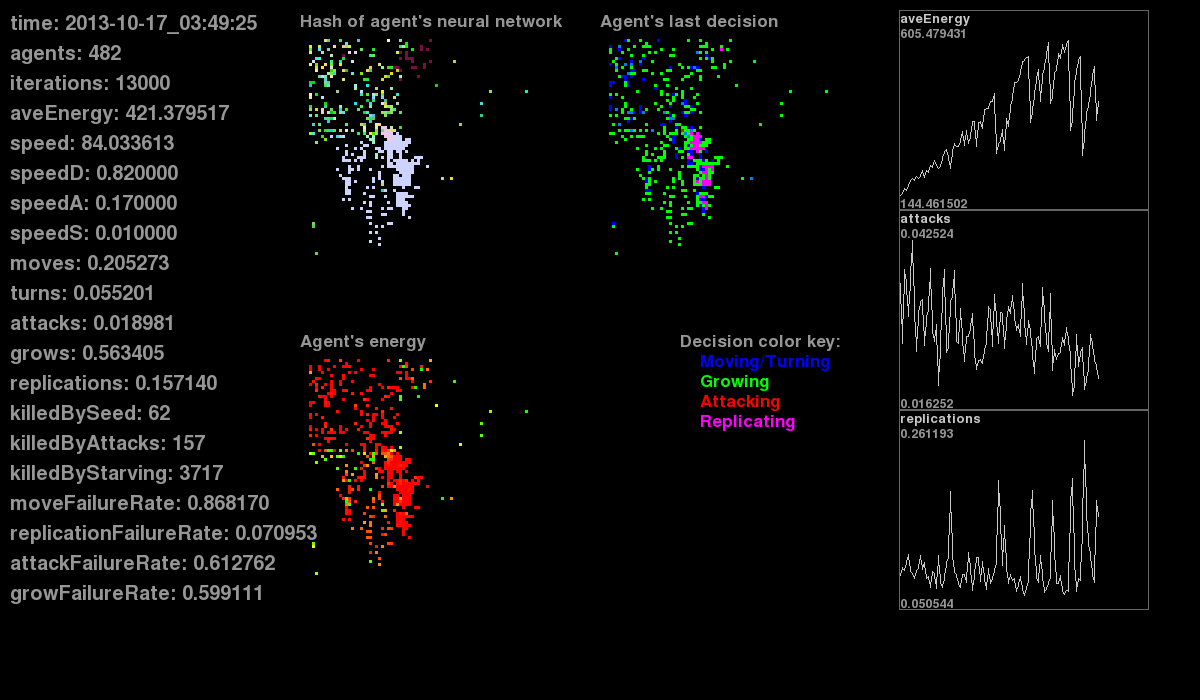 time: 2013-10-17_03:49:25
agents: 482
iterations: 13000
aveEnergy: 421.379517
speed: 84.033613
speedD: 0.820000
speedA: 0.170000
speedS: 0.010000
moves: 0.205273
turns: 0.055201
attacks: 0.018981
grows: 0.563405
replications: 0.157140
killedBySeed: 62
killedByAttacks: 157
killedByStarving: 3717
moveFailureRate: 0.868170
replicationFailureRate: 0.070953
attackFailureRate: 0.612762
growFailureRate: 0.599111
Hash of agent's neural network
Agent's last decision
Agent's energy
Decision color key:
Moving/Turning
Growing
Attacking
Replicating
aveEnergy
605.479431
144.461502
attacks
0.042524
0.016252
replications
0.261193
0.050544